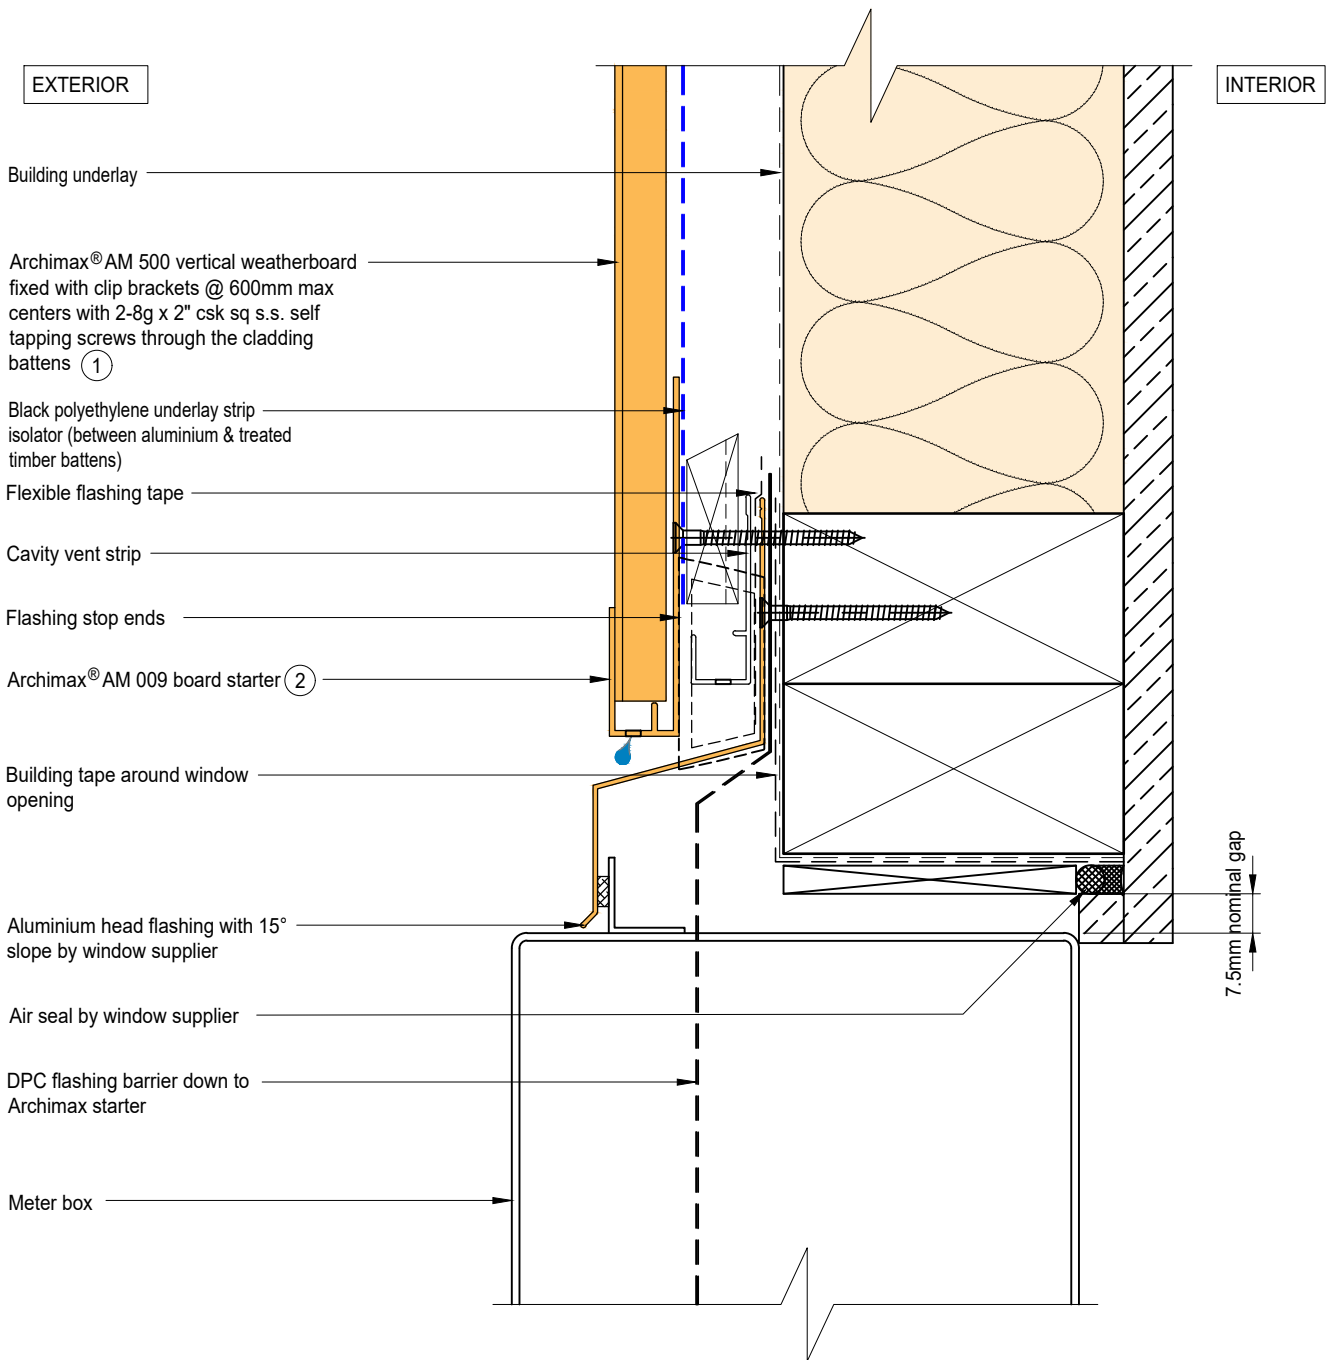 EXTERIOR
INTERIOR
Building underlay
Archimax® AM 500 vertical weatherboard
fixed with clip brackets @ 600mm max
centers with 2-8g x 2" csk sq s.s. self
tapping screws through the cladding
battens 1
Black polyethylene underlay strip
isolator (between aluminium & treated
timber battens)
Flexible flashing tape
Cavity vent strip
Flashing stop ends
Archimax® AM 009 board starter 2
Building tape around window
opening
7.5mm nominal gap
Aluminium head flashing with 15°
slope by window supplier
Air seal by window supplier
DPC flashing barrier down to
Archimax starter
Meter box